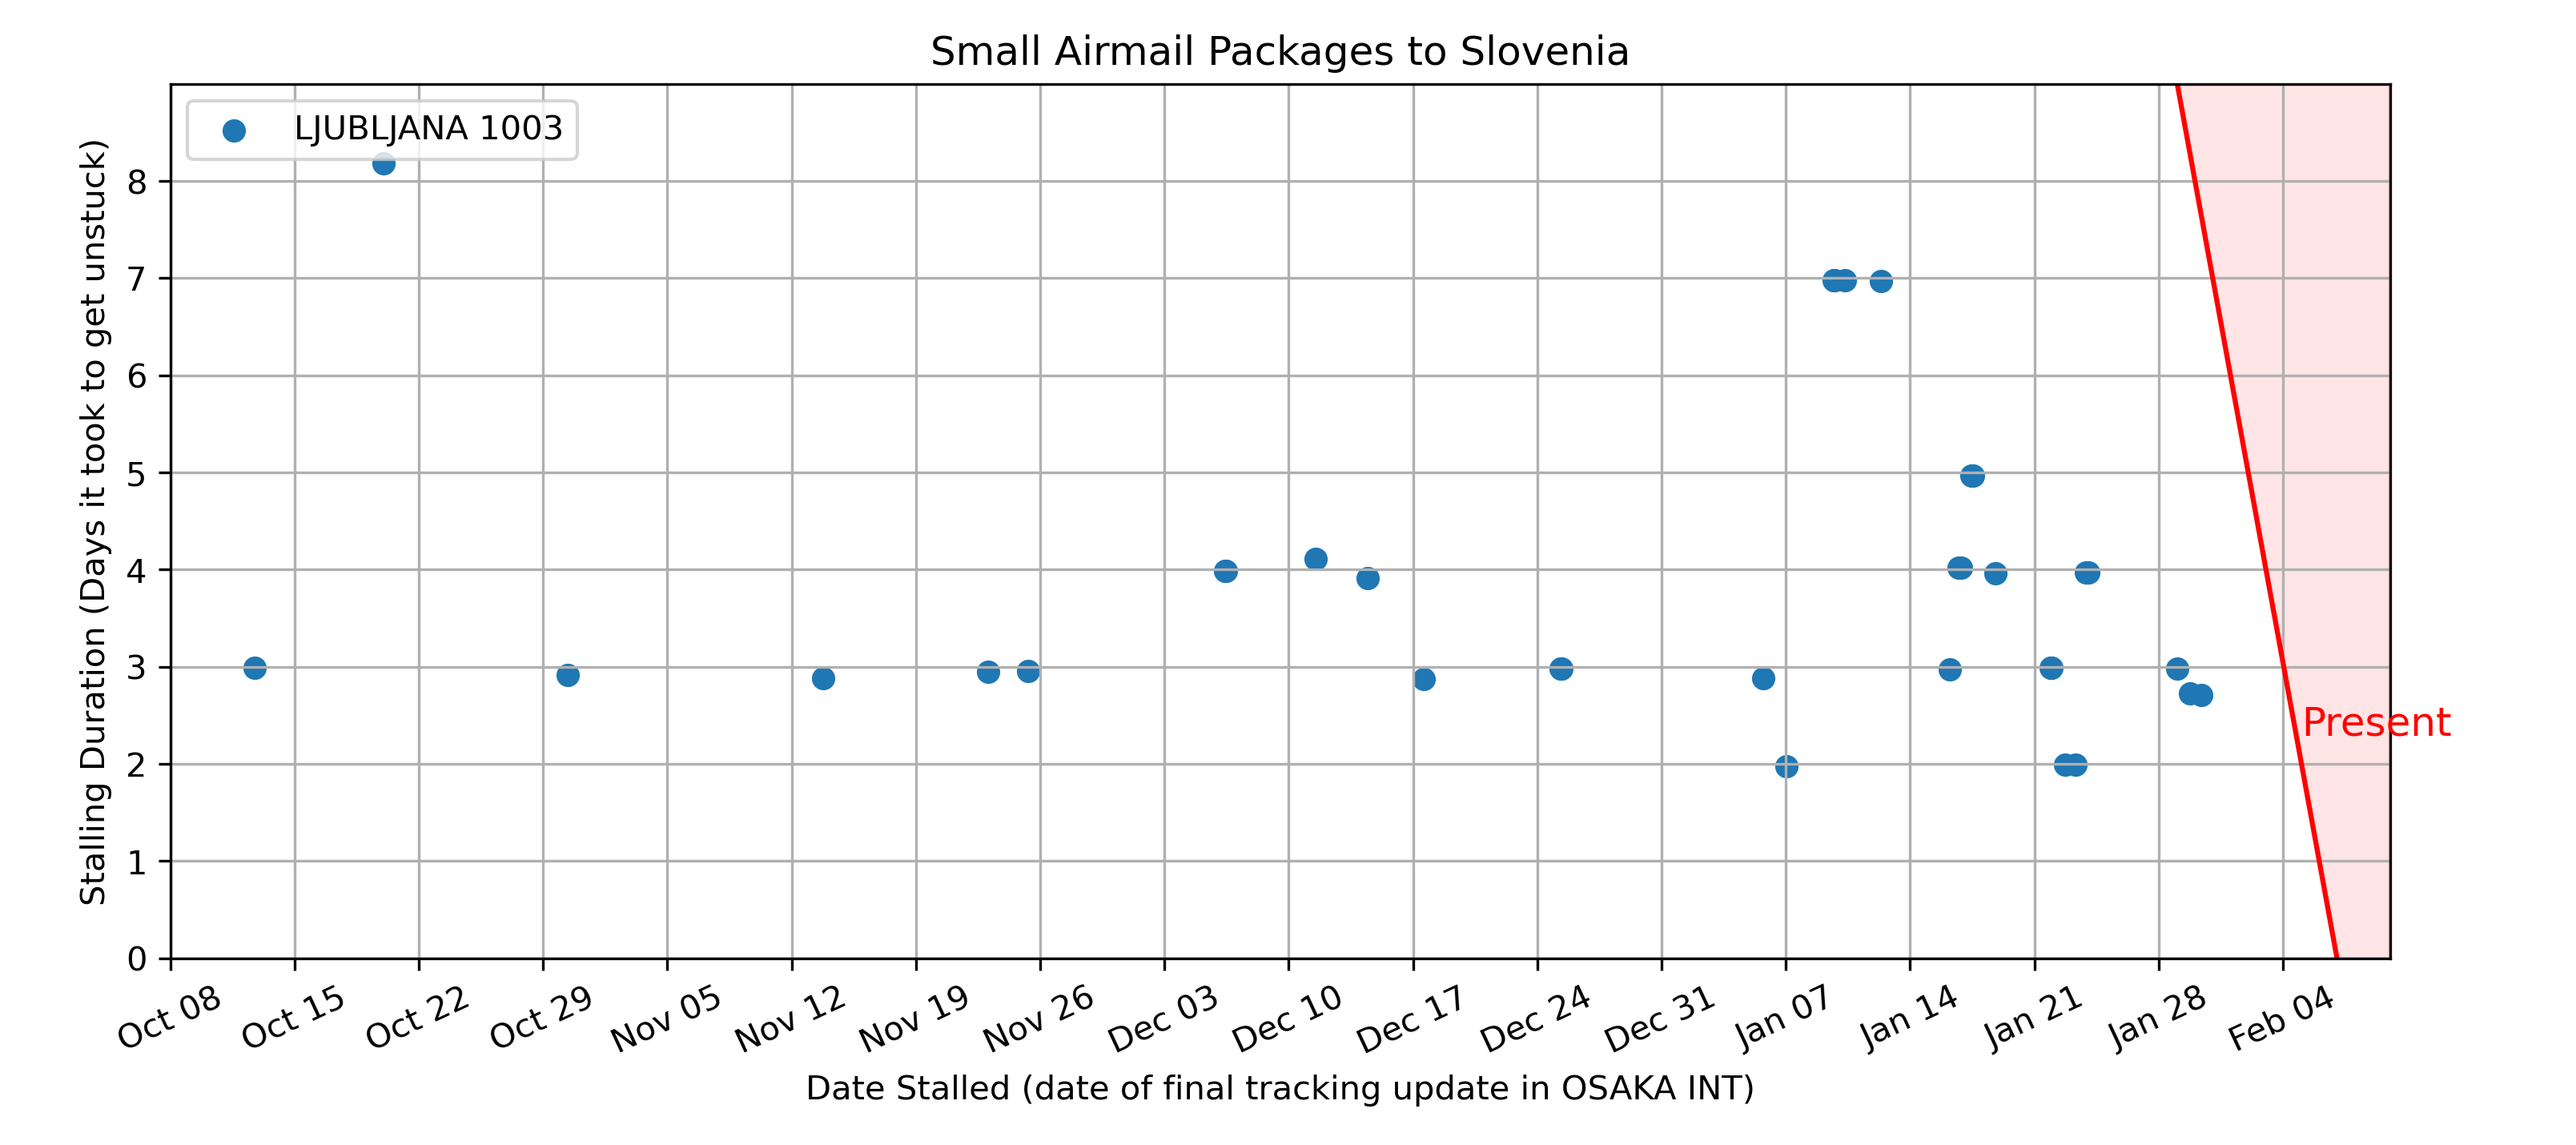 Small Airmail Packages to Slovenia
LJUBLJANA 1003
Stalling Duration (Days it took to get unstuck)
8
7
6
5
4
3
2
1
0
Present
Oct 08
Oct 15
Oct 22
Oct 29
Nov 05
Nov 12
Nov 19
Nov 26
Dec 03
Dec 10
Dec 17
Dec 24
Dec 31
Jan 07
Jan 14
Jan 21
Jan 28
Feb 04
Date Stalled (date of final tracking update in OSAKA INT)